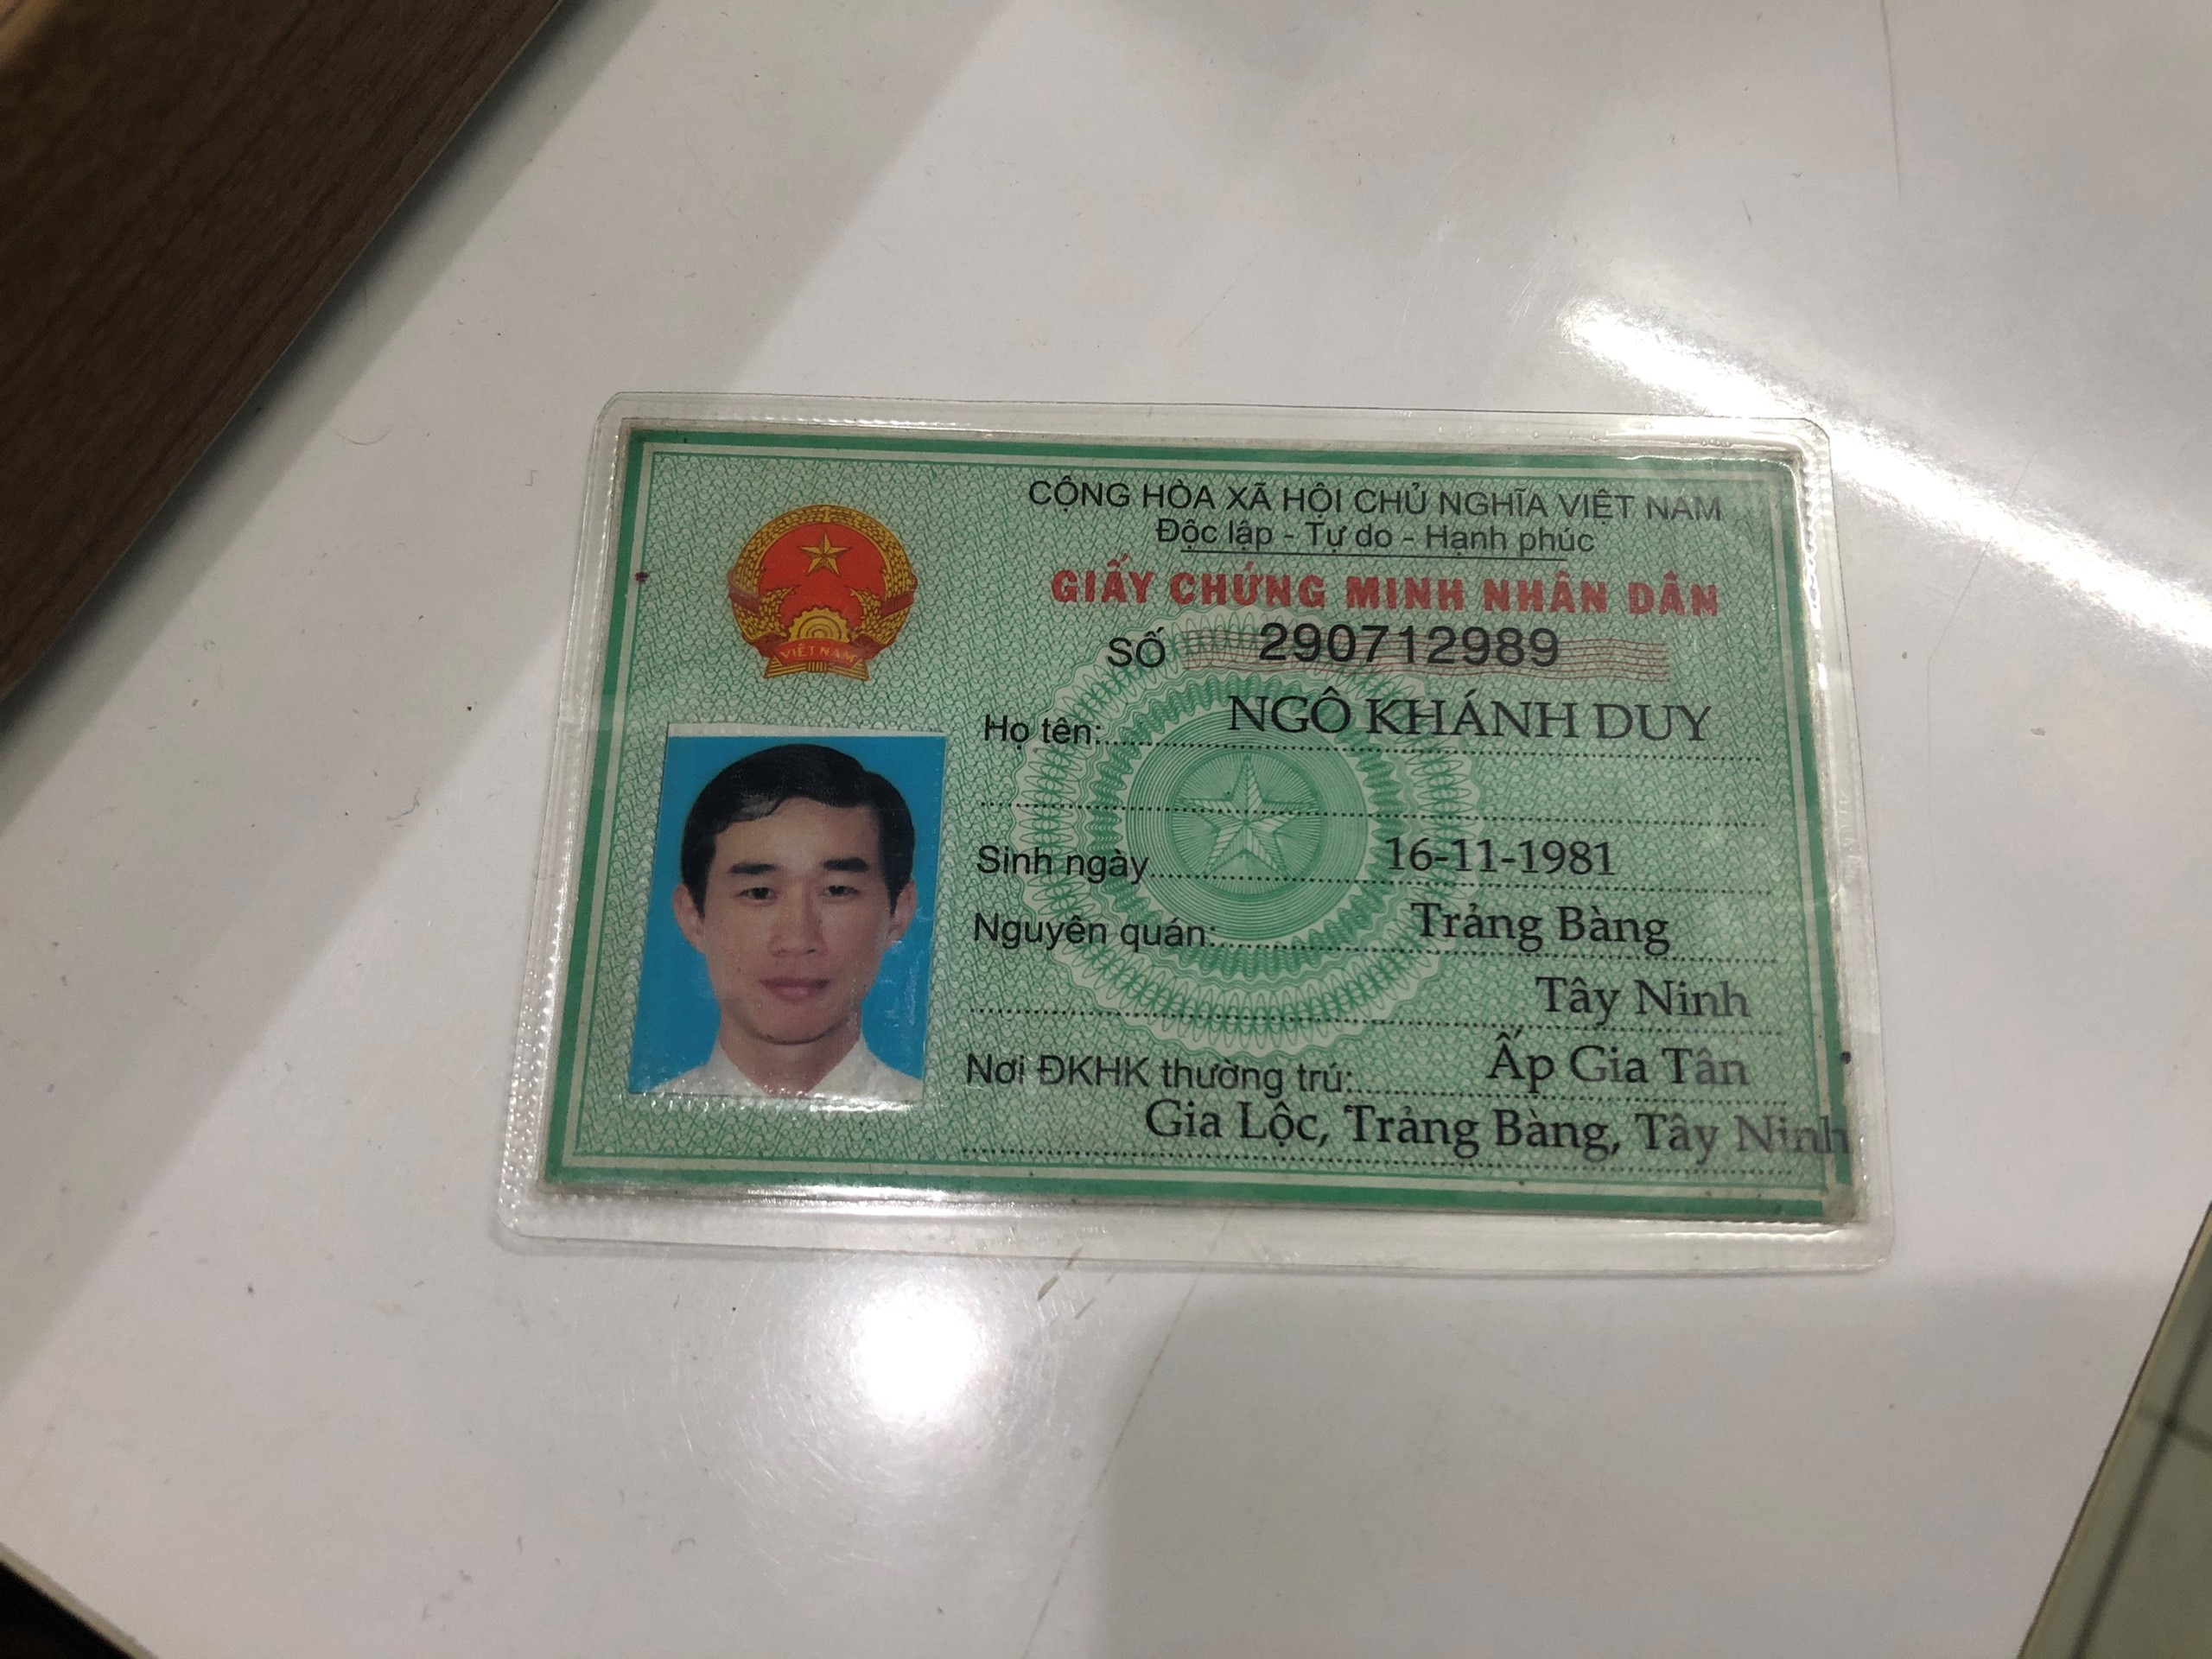 CỘNG HÒA XÃ HỘI CHỦ NGHĨA VIỆT NAM
Độc lập - Tự do - Hạnh phúc
GIẤY CHỨNG MINH NHÂN DÂN
SỐ 290712989
VIỆT NAM
Họ tên: NGÔ KHÁNH DUY
Sinh ngày 16-11-1981
Nguyên quán: Trảng Bàng
Tây Ninh
Nơi ĐKHK thường trú: Ấp Gia Tân
Gia Lộc, Trảng Bàng, Tây Ninh